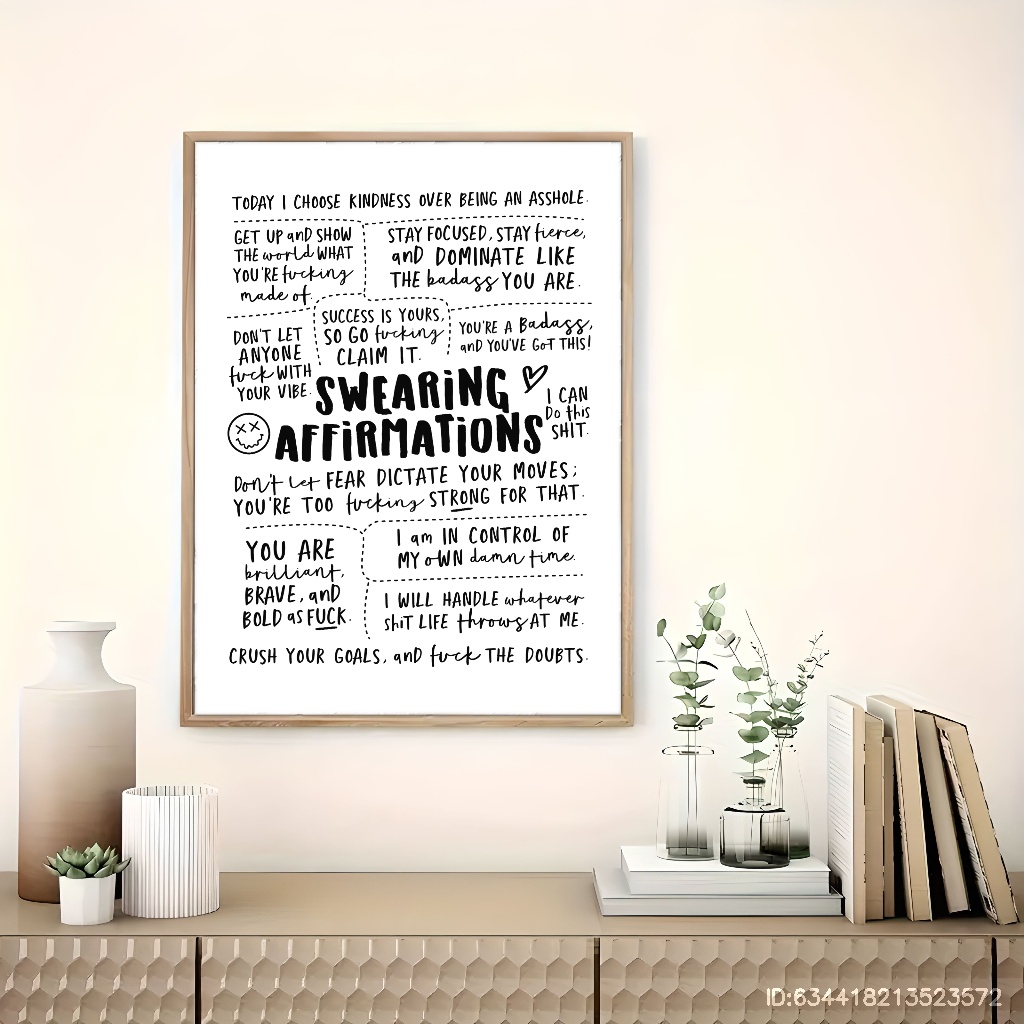 TODAY I CHOOSE KINDNESS OVER BEING AN ASSHOLE.
GET UP and SHOW
THE world WHAT
YOU'RE fucking
made of.
STAY FOCUSED, STAY fierce,
and DOMINATE LIKE
THE badass YOU ARE.
SUCCESS IS YOURS,
SO GO fucking
CLAIM IT.
YOU'RE A Badass,
and YOU'VE GoT THIS!
DON'T LET
ANYONE
fuck WITH
YOUR VIBE.
SWEARiNG
AFFiRMATiONS
I CAN
Do this
SHIT.
Don't let FEAR DICTATE YOUR MOVES;
YOU'RE TOO fucking STRONG FOR THAT.
YOU ARE
brilliant,
BRAVE, and
BOLD as FUCK.
I am IN CONTROL OF
MY oWN damn time.
I WILL HANDLE whatever
shiT LIFE throws AT ME.
CRUSH YOUR GOALS, and fuck THE DOUBTS.
ID:634418213523572